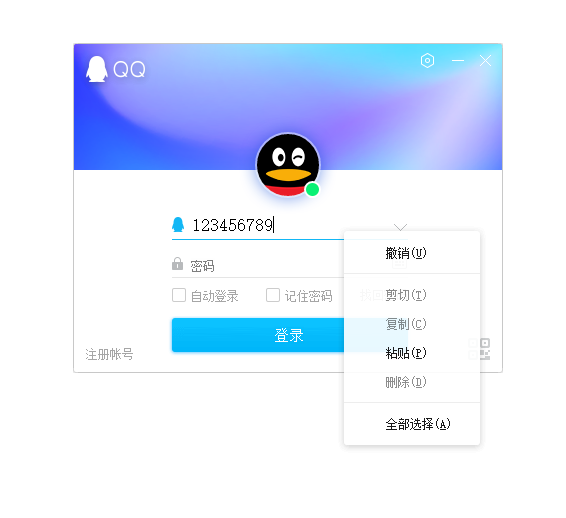 QQ
123456789
撤销(U)
密码
自动登录
记住密码
剪切(T)
复制(C)
登录
粘贴(P)
注册帐号
删除(D)
全部选择(A)